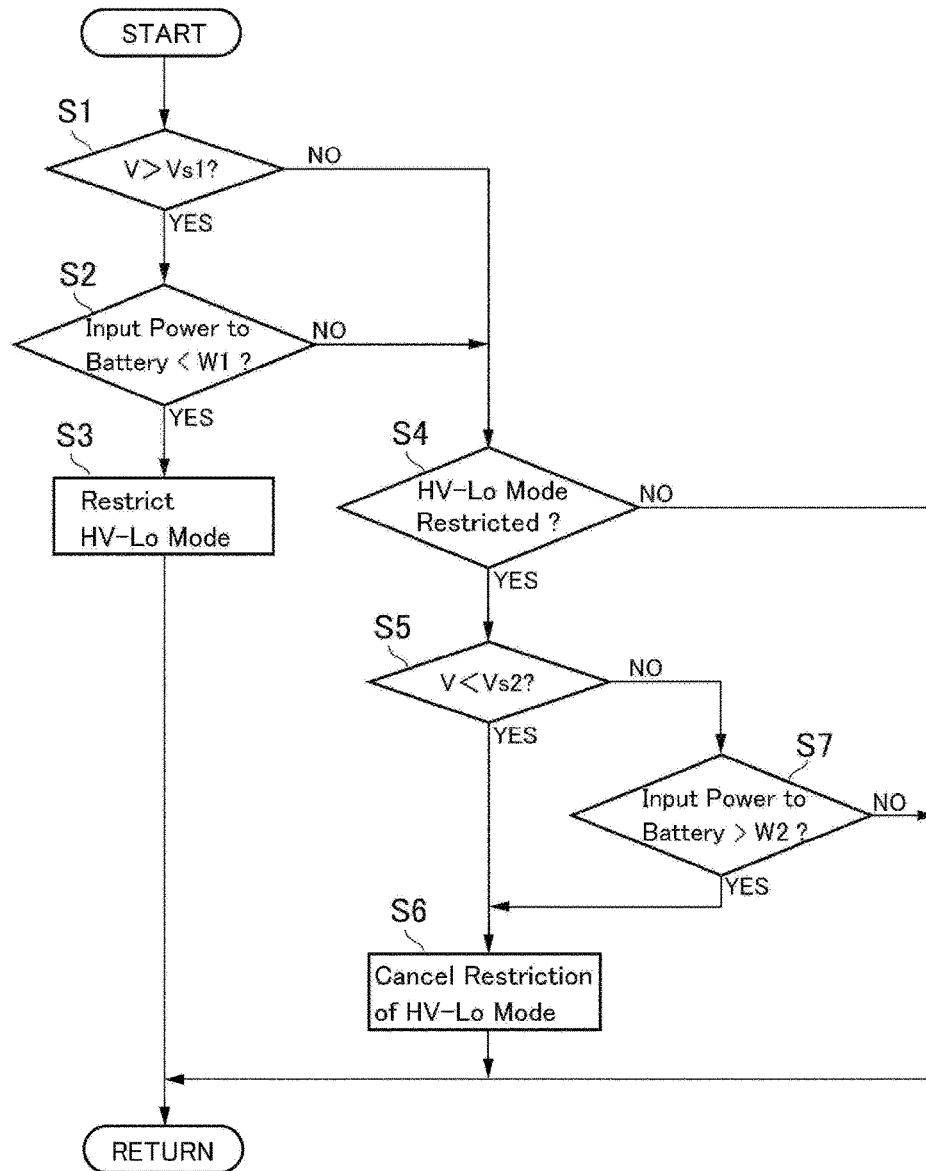 START
S1
V＞Vs1?
NO
YES
S2
Input Power to
Battery < W1 ?
NO
YES
S3
Restrict
HV-Lo Mode
S4
HV-Lo Mode
Restricted ?
NO
YES
S5
V＜Vs2?
NO
YES
S7
Input Power to
Battery > W2 ?
NO
YES
S6
Cancel Restriction
of HV-Lo Mode
RETURN